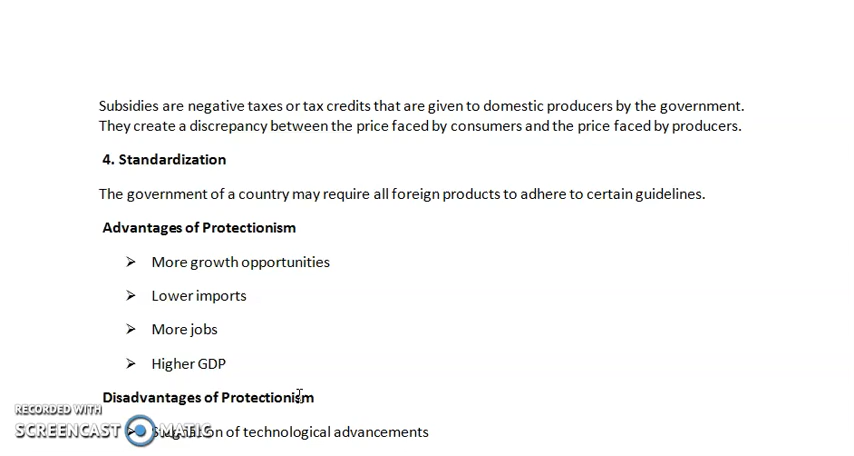 Subsidies are negative taxes or tax credits that are given to domestic producers by the government.
They create a discrepancy between the price faced by consumers and the price faced by producers.
4. Standardization
The government of a country may require all foreign products to adhere to certain guidelines.
Advantages of Protectionism
➢ More growth opportunities
➢ Lower imports
➢ More jobs
➢ Higher GDP
Disadvantages of Protectionism
RECORDED WITH
SCREENCAST MATIC
of technological advancements